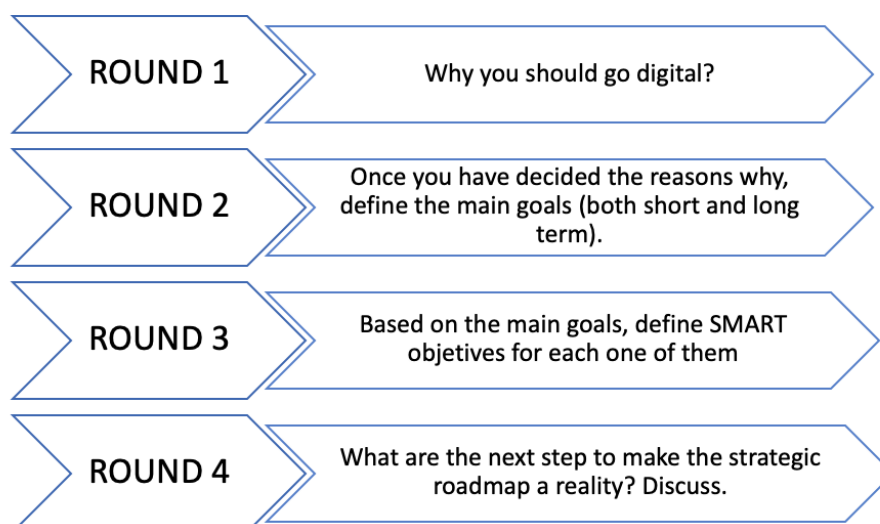 ROUND 1
Why you should go digital?
ROUND 2
Once you have decided the reasons why,
define the main goals (both short and long
term).
ROUND 3
Based on the main goals, define SMART
objetives for each one of them
ROUND 4
What are the next step to make the strategic
roadmap a reality? Discuss.